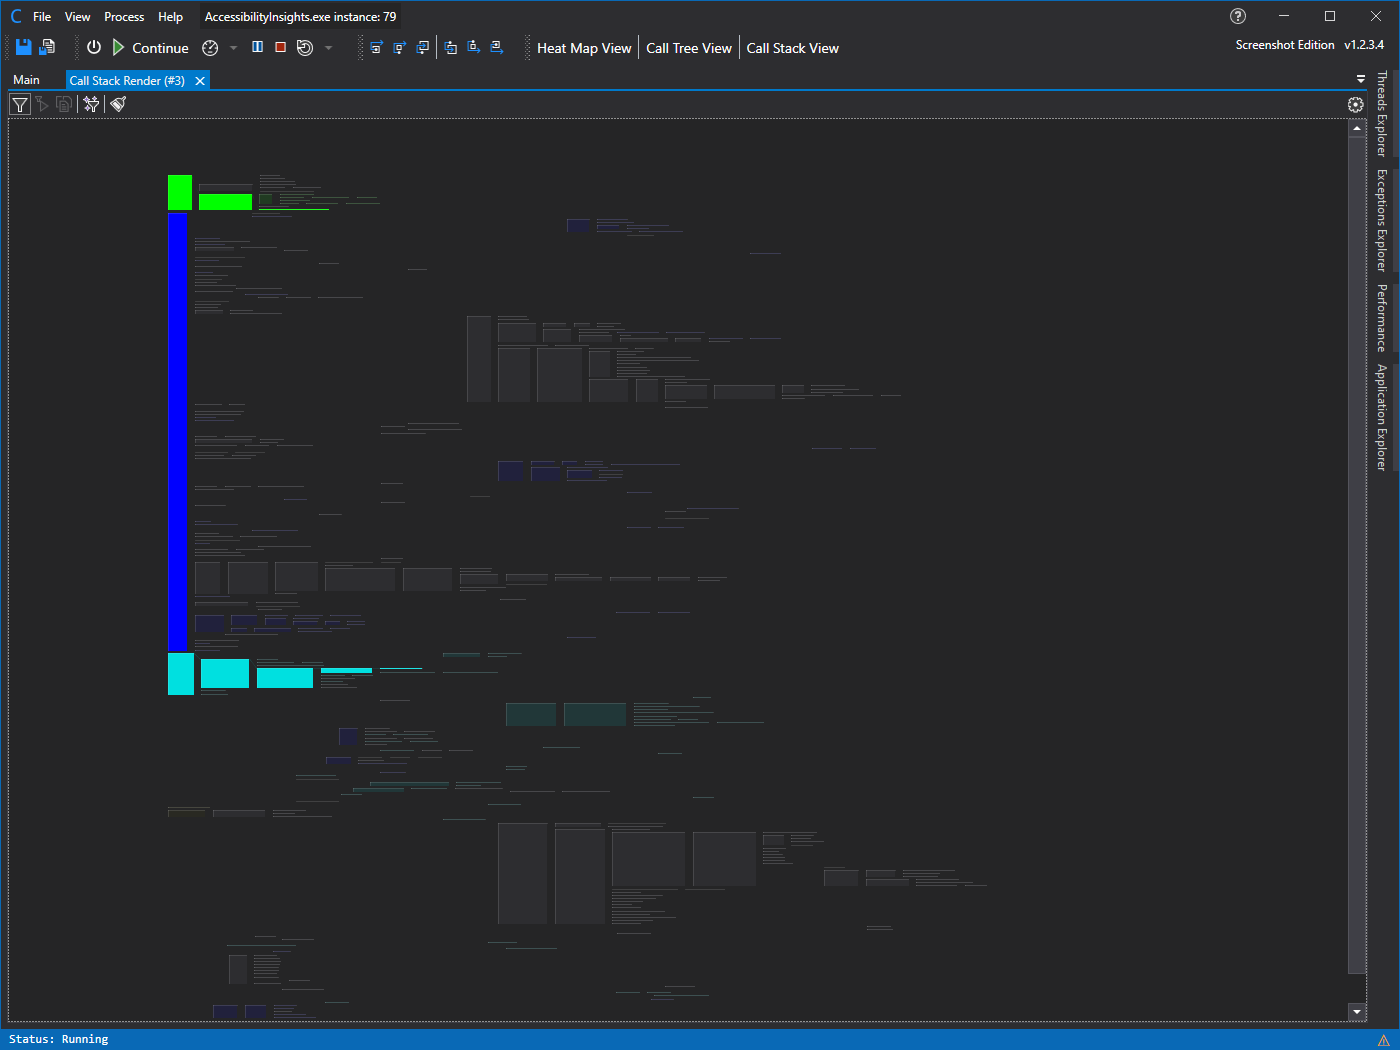 C File View Process Help AccessibilityInsights.exe instance: 79
Continue Heat Map View Call Tree View Call Stack View Screenshot Edition v1.2.3.4
Main Call Stack Render (#3)
Threads Explorer
Exceptions Explorer
Performance
Application Explorer
Status: Running